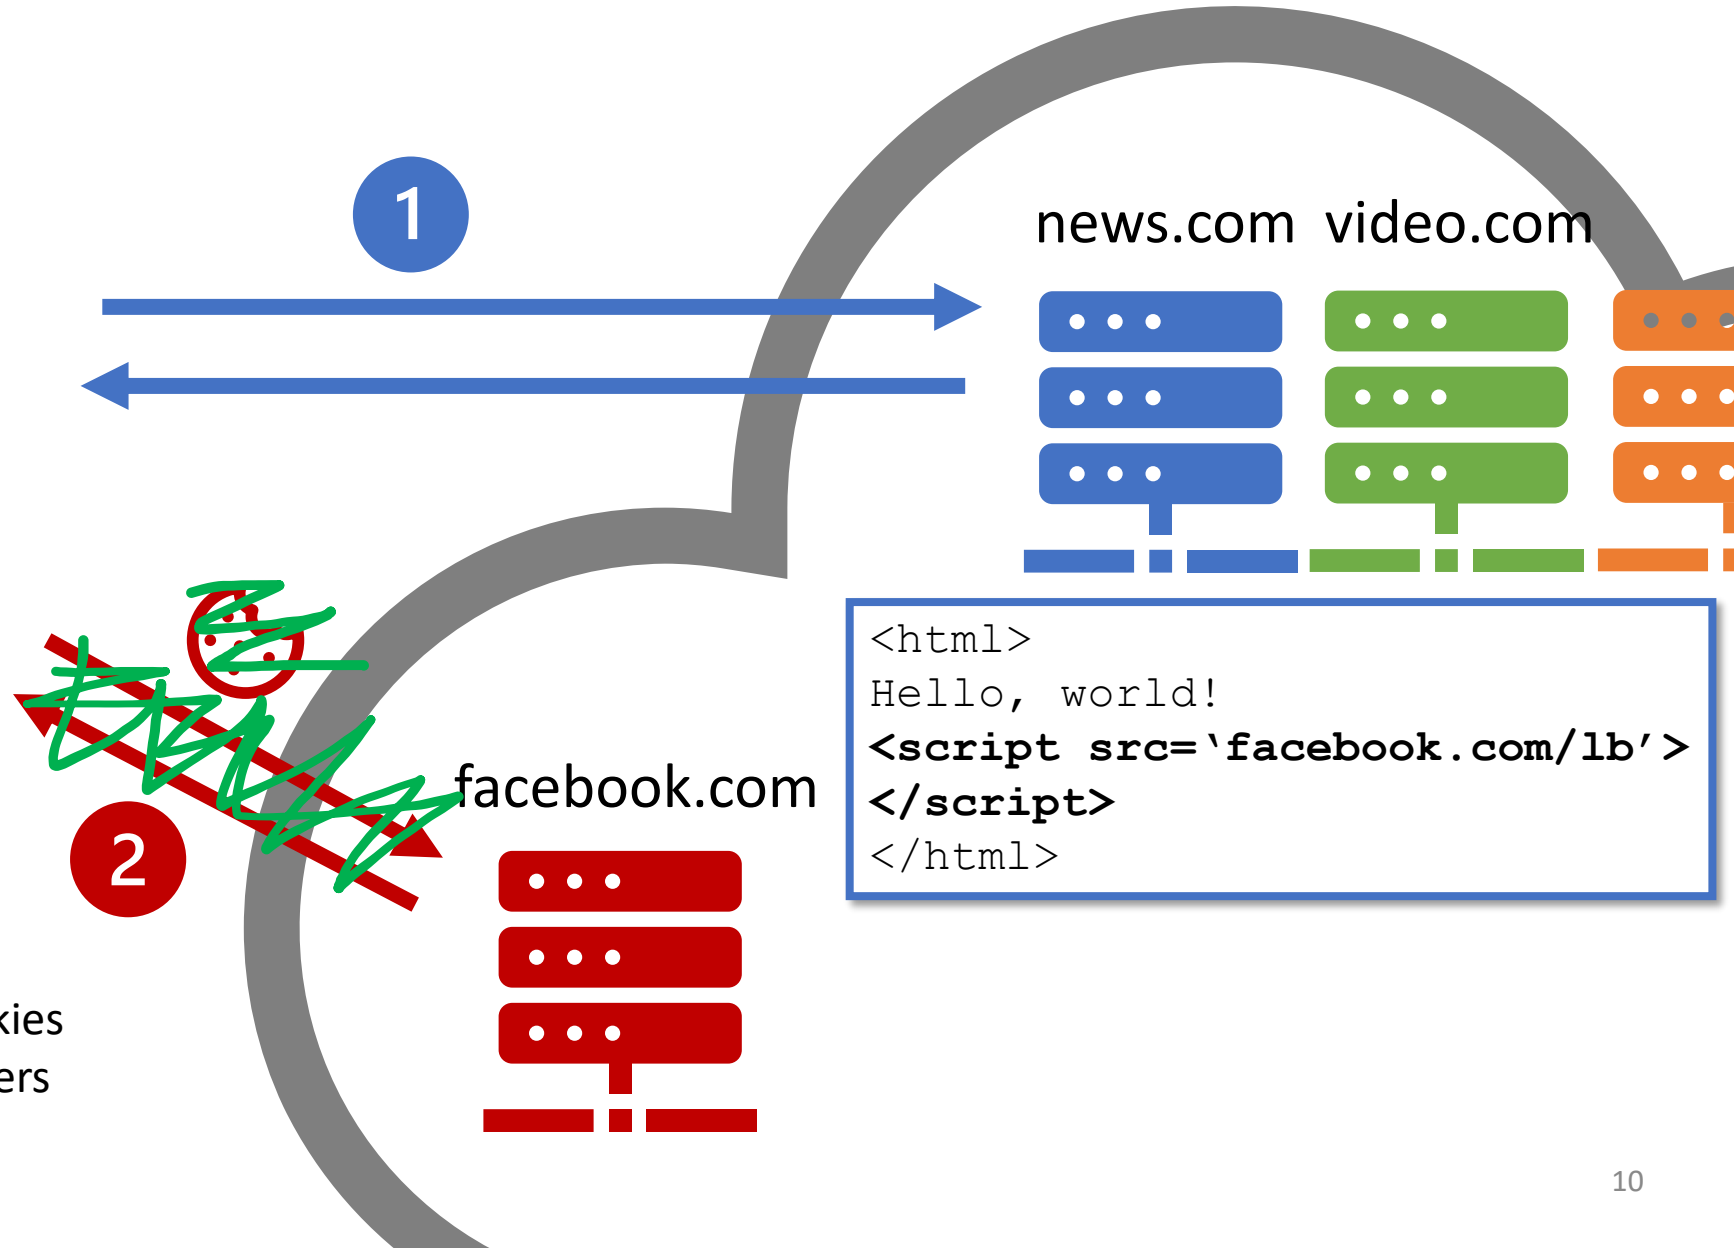 1
news.com video.com
<html>
Hello, world!
<script src=‘facebook.com/lb’>
</script>
</html>
facebook.com
2
kies
ers
10